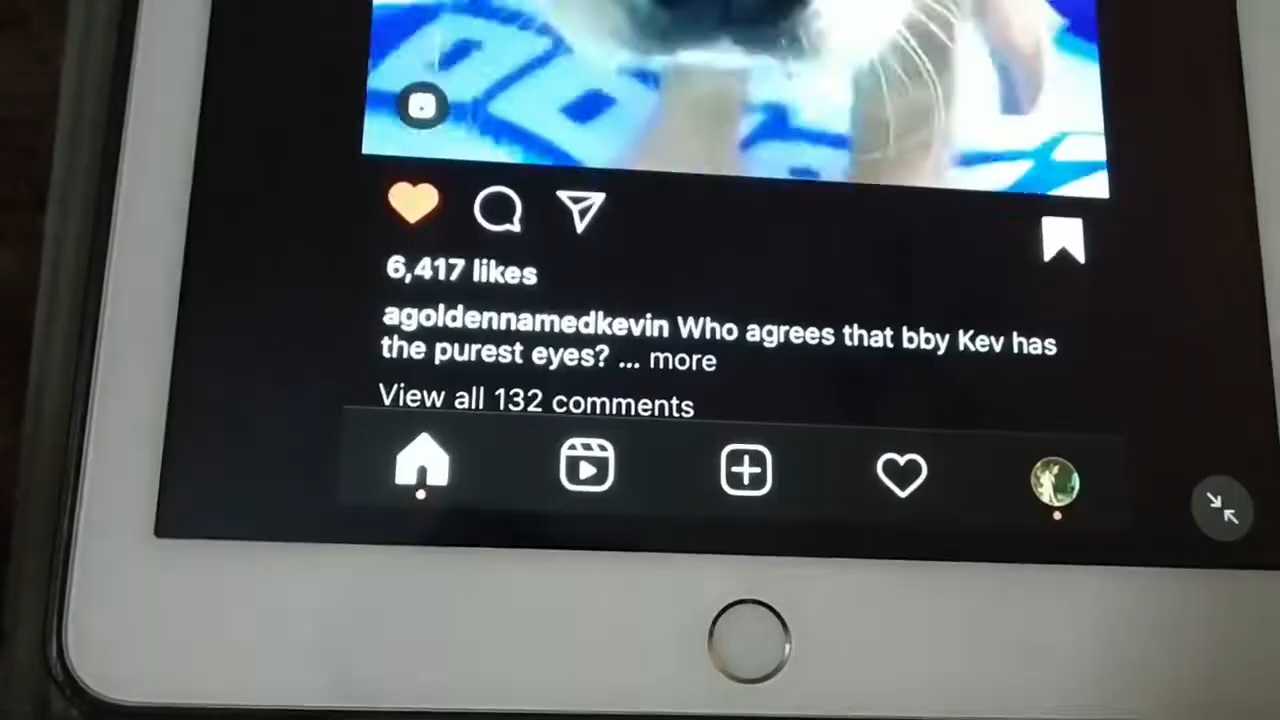 6,417 likes
agoldennamedkevin Who agrees that bby Kev has
the purest eyes? ... more
View all 132 comments